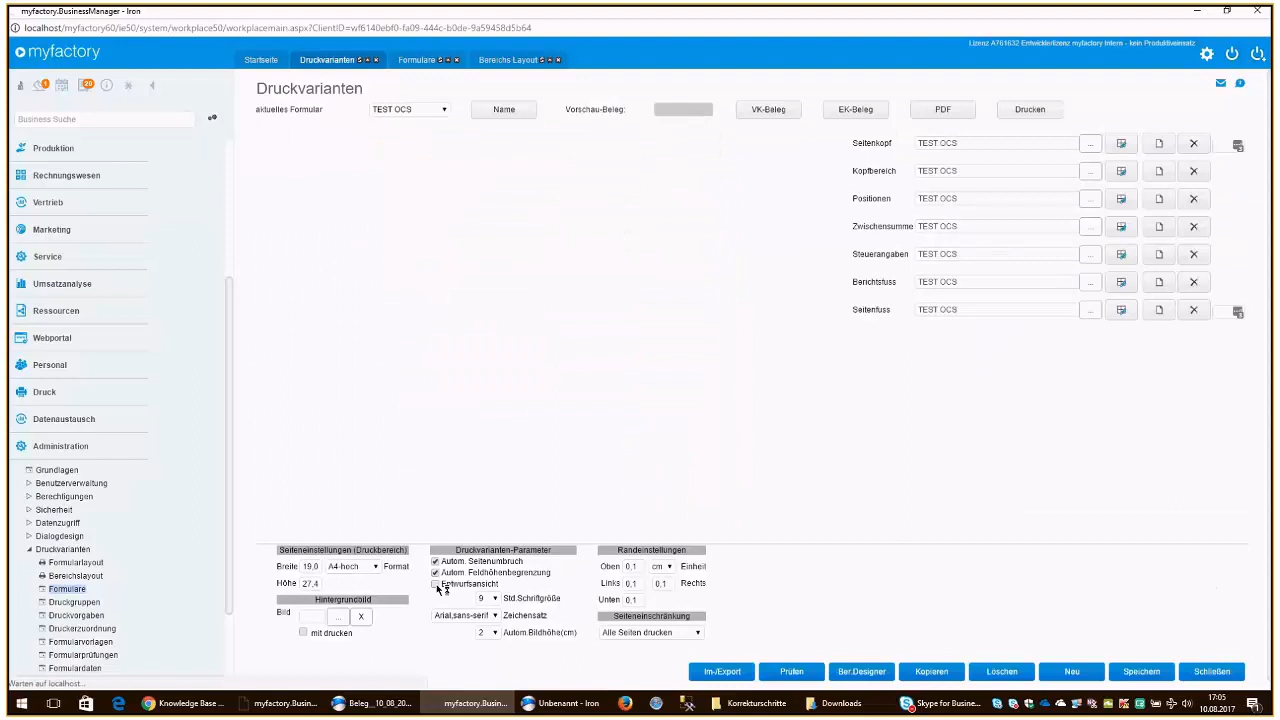 myfactory.BusinessManager - Iron
localhost/myfactory60/ie50/system/workplace50/workplacemain.aspx?ClientID=wf6140ebf0-fa09-444c-b0de-9a59458d5b64
myfactory
Startseite Druckvarianten Formulare Bereichs Layout
Lizenz A761632 Entwicklerlizenz myfactory Intern - kein Produktiveinsatz
1 20
Business Suche
Produktion
Rechnungswesen
Vertrieb
Marketing
Service
Umsatzanalyse
Ressourcen
Webportal
Personal
Druck
Datenaustausch
Administration
Grundlagen
Benutzerverwaltung
Berechtigungen
Sicherheit
Datenzugriff
Dialogdesign
Druckvarianten
Formularlayout
Bereichslayout
Formulare
Druckgruppen
Druckvorgaben
Druckerzuordnung
Formularvorlagen
Formularprüfungen
Formulardaten
Warten auf localhost...
Druckvarianten
aktuelles Formular TEST OCS Name Vorschau-Beleg: VK-Beleg EK-Beleg PDF Drucken
Seitenkopf TEST OCS ...
Kopfbereich TEST OCS ...
Positionen TEST OCS ...
Zwischensumme TEST OCS ...
Steuerangaben TEST OCS ...
Berichtsfuss TEST OCS ...
Seitenfuss TEST OCS ...
Seiteneinstellungen (Druckbereich)
Breite 19,0 A4-hoch Format
Höhe 27,4
Hintergrundbild
Bild ... X
mit drucken
Druckvarianten-Parameter
Autom. Seitenumbruch
Autom. Feldhöhenbegrenzung
Entwurfsansicht
9 Std.Schriftgröße
Arial,sans-serif Zeichensatz
2 Autom.Bildhöhe(cm)
Randeinstellungen
Oben 0,1 cm Einheit
Links 0,1 0,1 Rechts
Unten 0,1
Seiteneinschränkung
Alle Seiten drucken
Im-/Export Prüfen Ber.Designer Kopieren Löschen Neu Speichern Schließen
Knowledge Base ... myfactory.Busin... Beleg__10_08_20... myfactory.Busin... Unbenannt - Iron Korrekturschritte Downloads Skype for Busine...
17:05
10.08.2017